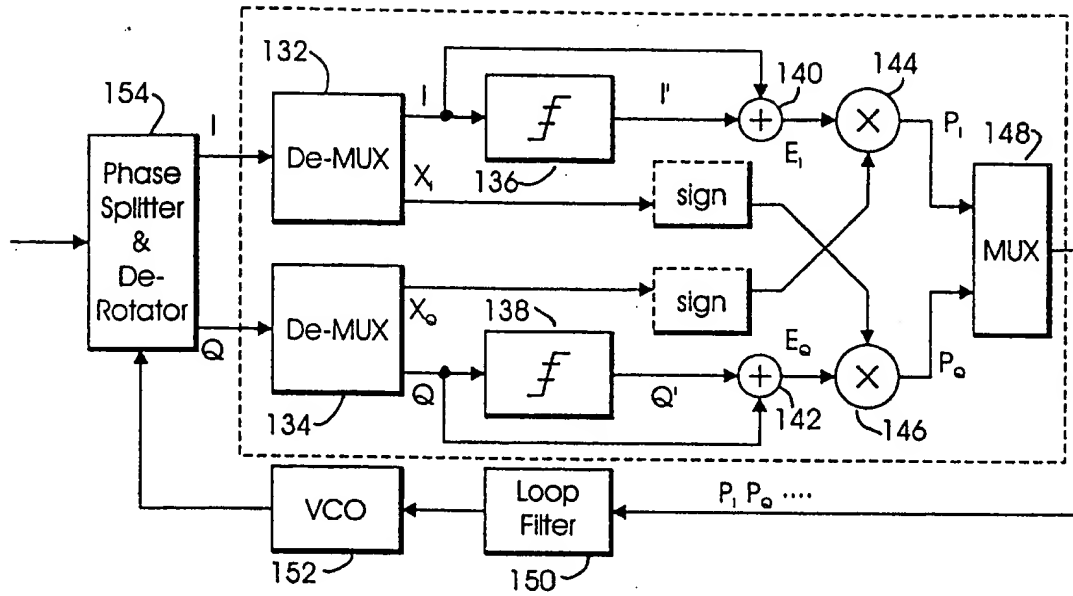 132
154
I
Phase
Splitter
&
De-
Rotator
Q
De-MUX
I
X_I
136
I'
140
E_I
144
P_I
148
MUX
sign
sign
De-MUX
X_Q
Q
134
138
Q'
142
E_Q
146
P_Q
VCO
152
Loop
Filter
150
P_I P_Q ....